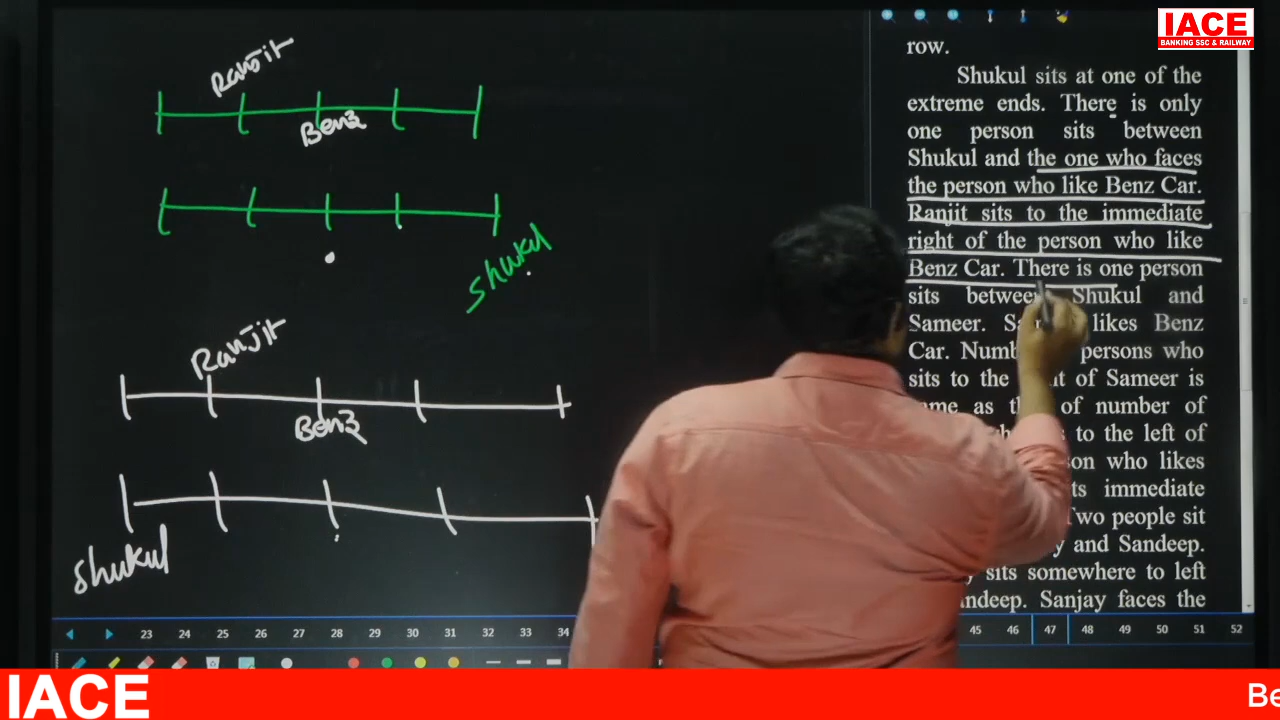 IACE
BANKING SSC & RAILWAY
row.
Shukul sits at one of the
extreme ends. There is only
one person sits between
Shukul and the one who faces
the person who like Benz Car.
Ranjit sits to the immediate
right of the person who like
Benz Car. There is one person
sits between Shukul and
Sameer. likes Benz
Car. persons who
sits to the of Sameer is
of number of
to the left of
who likes
immediate
Two people sit
and Sandeep.
sits somewhere to left
Sanjay faces the
Ranjit
Benz
Shukul
Ranjit
Benz
Shukul
23 24 25 26 27 28 29 30 31 32 33 34 45 46 47 48 49 50 51 52
IACE